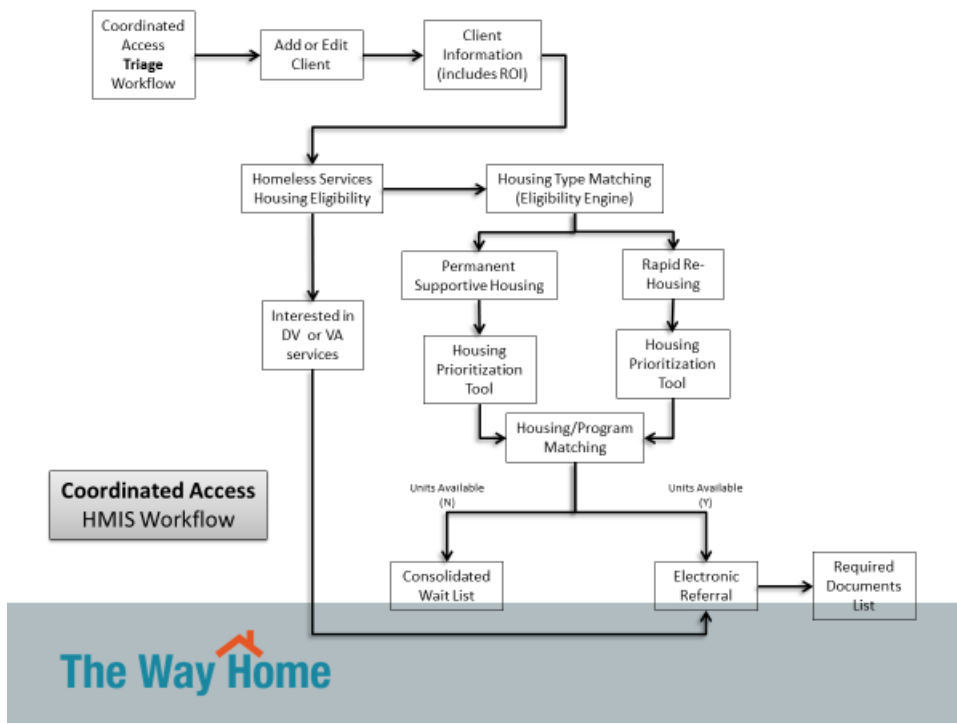 Coordinated
Access
Triage
Workflow
Add or Edit
Client
Client
Information
(includes ROI)
Homeless Services
Housing Eligibility
Housing Type Matching
(Eligibility Engine)
Permanent
Supportive Housing
Rapid Re-
Housing
Interested in
DV or VA
services
Housing
Prioritization
Tool
Housing
Prioritization
Tool
Housing/Program
Matching
Units Available
(N)
Units Available
(Y)
Coordinated Access
HMIS Workflow
Consolidated
Wait List
Electronic
Referral
Required
Documents
List
The Way Home